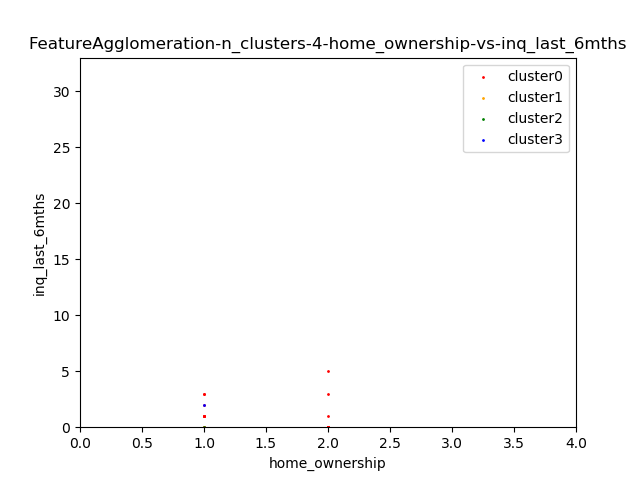 FeatureAgglomeration-n_clusters-4-home_ownership-vs-inq_last_6mths
cluster0
cluster1
cluster2
cluster3
30
25
20
15
10
5
0
inq_last_6mths
0.0 0.5 1.0 1.5 2.0 2.5 3.0 3.5 4.0
home_ownership